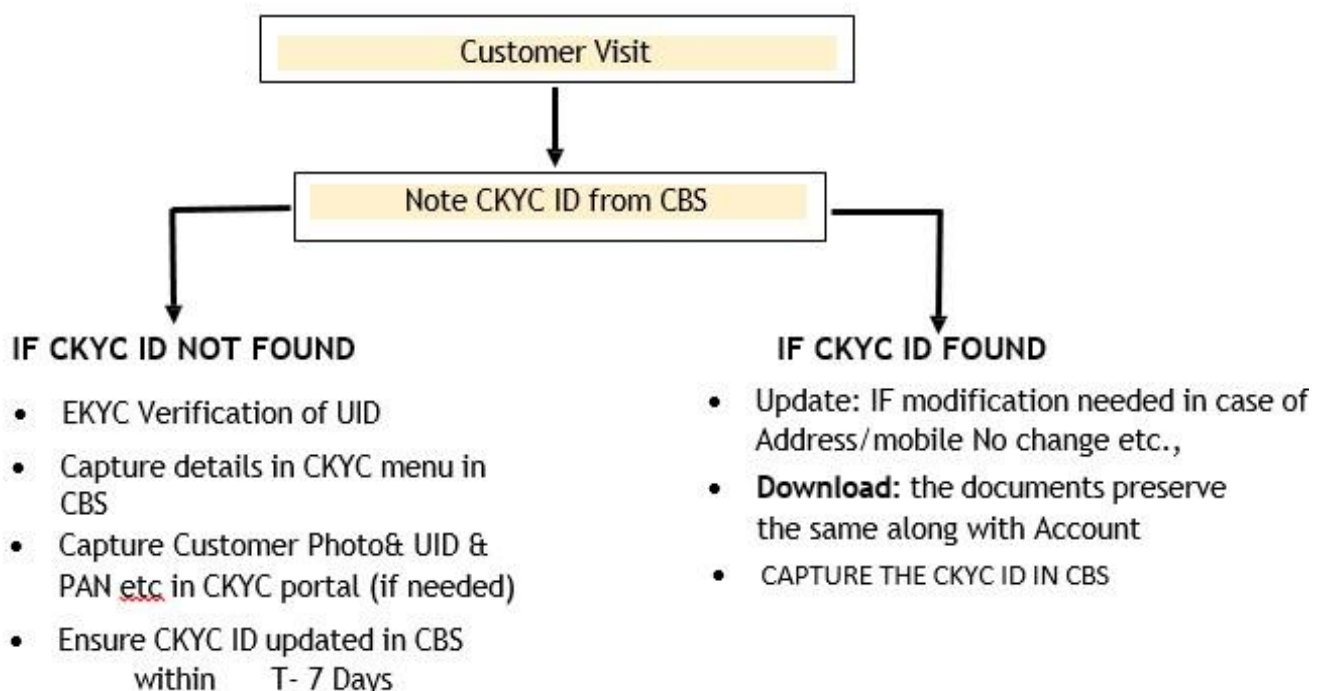 Customer Visit
Note CKYC ID from CBS
IF CKYC ID NOT FOUND
• EKYC Verification of UID
• Capture details in CKYC menu in
CBS
• Capture Customer Photo& UID &
PAN etc in CKYC portal (if needed)
• Ensure CKYC ID updated in CBS
within T- 7 Days
IF CKYC ID FOUND
• Update: IF modification needed in case of
Address/mobile No change etc.,
• Download: the documents preserve
the same along with Account
• CAPTURE THE CKYC ID IN CBS